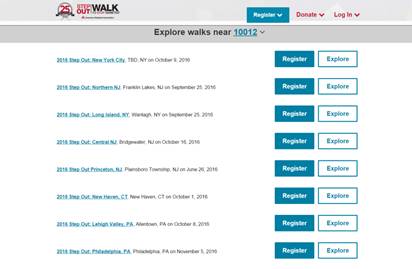 25 STEP OUT WALK
Register Donate Log In
Explore walks near 10012
2016 Step Out: New York City, TBD, NY on October 9, 2016 Register Explore
2016 Step Out: Northern NJ, Franklin Lakes, NJ on September 25, 2016 Register Explore
2016 Step Out: Long Island, NY, Wantagh, NY on September 25, 2016 Register Explore
2016 Step Out: Central NJ, Bridgewater, NJ on October 16, 2016 Register Explore
2016 Step Out Princeton, NJ, Plainsboro Township, NJ on June 26, 2016 Register Explore
2016 Step Out: New Haven, CT, New Haven, CT on October 1, 2016 Register Explore
2016 Step Out: Lehigh Valley, PA, Allentown, PA on October 8, 2016 Register Explore
2016 Step Out: Philadelphia, PA, Philadelphia, PA on November 5, 2016 Register Explore